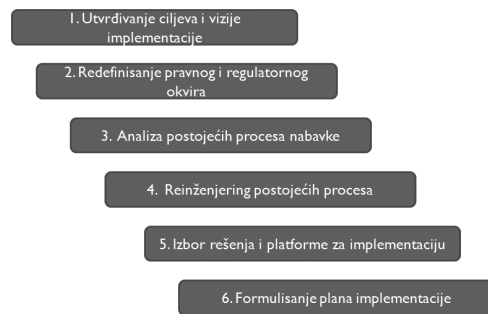 1. Utvrđivanje ciljeva i vizije
implementacije
2. Redefinisanje pravnog i regulatornog
okvira
3. Analiza postojećih procesa nabavke
4. Reinženjering postojećih procesa
5. Izbor rešenja i platforme za implementaciju
6. Formulisanje plana implementacije